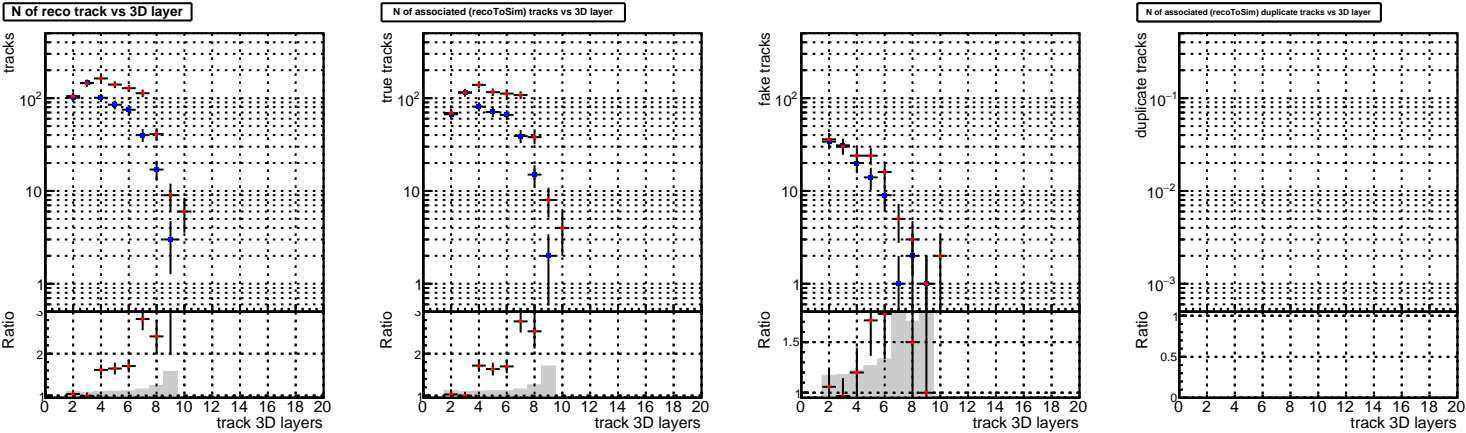 N of reco track vs 3D layer
tracks
10²
10
1
Ratio
3
2
1
0 2 4 6 8 10 12 14 16 18 20
track 3D layers
N of associated (recoToSim) tracks vs 3D layer
true tracks
10²
10
1
Ratio
3
2
1
0 2 4 6 8 10 12 14 16 18 20
track 3D layers
fake tracks
10²
10
1
Ratio
1.5
1
0 2 4 6 8 10 12 14 16 18 20
track 3D layers
N of associated (recoToSim) duplicate tracks vs 3D layer
duplicate tracks
10⁻¹
10⁻²
10⁻³
Ratio
1
0.5
0
0 2 4 6 8 10 12 14 16 18 20
track 3D layers